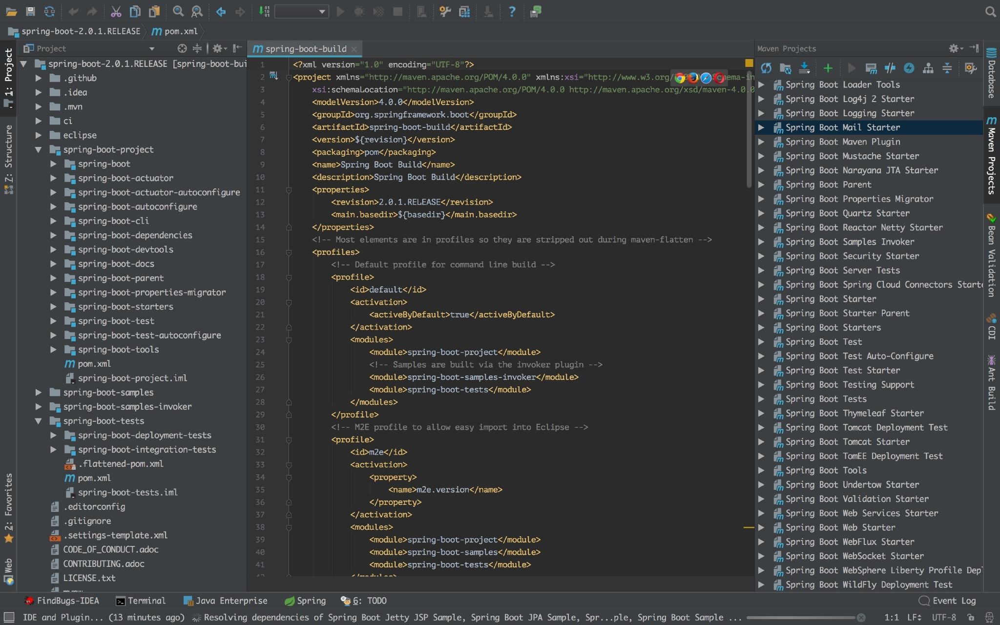 spring-boot-2.0.1.RELEASE
pom.xml
Project
spring-boot-build
Maven Projects
1: Project
Z: Structure
2: Favorites
Web
spring-boot-2.0.1.RELEASE [spring-boot-bui
.github
.idea
.mvn
ci
eclipse
spring-boot-project
spring-boot
spring-boot-actuator
spring-boot-actuator-autoconfigure
spring-boot-autoconfigure
spring-boot-cli
spring-boot-dependencies
spring-boot-devtools
spring-boot-docs
spring-boot-parent
spring-boot-properties-migrator
spring-boot-starters
spring-boot-test
spring-boot-test-autoconfigure
spring-boot-tools
pom.xml
spring-boot-project.iml
spring-boot-samples
spring-boot-samples-invoker
spring-boot-tests
spring-boot-deployment-tests
spring-boot-integration-tests
.flattened-pom.xml
pom.xml
spring-boot-tests.iml
.editorconfig
.gitignore
.settings-template.xml
CODE_OF_CONDUCT.adoc
CONTRIBUTING.adoc
LICENSE.txt
1 <?xml version="1.0" encoding="UTF-8"?>
2 <project xmlns="http://maven.apache.org/POM/4.0.0" xmlns:xsi="http://www.w3.org/
3 xsi:schemaLocation="http://maven.apache.org/POM/4.0.0 http://maven.apache.org/xsd/maven-4.0.0
4 <modelVersion>4.0.0</modelVersion>
5 <groupId>org.springframework.boot</groupId>
6 <artifactId>spring-boot-build</artifactId>
7 <version>${revision}</version>
8 <packaging>pom</packaging>
9 <name>Spring Boot Build</name>
10 <description>Spring Boot Build</description>
11 <properties>
12 <revision>2.0.1.RELEASE</revision>
13 <main.basedir>${basedir}</main.basedir>
14 </properties>
15 <!-- Most elements are in profiles so they are stripped out during maven-flatten -->
16 <profiles>
17 <!-- Default profile for command line build -->
18 <profile>
19 <id>default</id>
20 <activation>
21 <activeByDefault>true</activeByDefault>
22 </activation>
23 <modules>
24 <module>spring-boot-project</module>
25 <!-- Samples are built via the invoker plugin -->
26 <module>spring-boot-samples-invoker</module>
27 <module>spring-boot-tests</module>
28 </modules>
29 </profile>
30 <!-- M2E profile to allow easy import into Eclipse -->
31 <profile>
32 <id>m2e</id>
33 <activation>
34 <property>
35 <name>m2e.version</name>
36 </property>
37 </activation>
38 <modules>
39 <module>spring-boot-project</module>
40 <module>spring-boot-samples</module>
41 <module>spring-boot-tests</module>
Spring Boot Loader Tools
Spring Boot Log4j 2 Starter
Spring Boot Logging Starter
Spring Boot Mail Starter
Spring Boot Maven Plugin
Spring Boot Mustache Starter
Spring Boot Narayana JTA Starter
Spring Boot Parent
Spring Boot Properties Migrator
Spring Boot Quartz Starter
Spring Boot Reactor Netty Starter
Spring Boot Samples Invoker
Spring Boot Security Starter
Spring Boot Server Tests
Spring Boot Spring Cloud Connectors Starte
Spring Boot Starter
Spring Boot Starter Parent
Spring Boot Starters
Spring Boot Test
Spring Boot Test Auto-Configure
Spring Boot Test Starter
Spring Boot Testing Support
Spring Boot Tests
Spring Boot Thymeleaf Starter
Spring Boot Tomcat Deployment Test
Spring Boot Tomcat Starter
Spring Boot TomEE Deployment Test
Spring Boot Tools
Spring Boot Undertow Starter
Spring Boot Validation Starter
Spring Boot Web Services Starter
Spring Boot Web Starter
Spring Boot WebFlux Starter
Spring Boot WebSocket Starter
Spring Boot WebSphere Liberty Profile Dep
Spring Boot WildFly Deployment Test
Database
Maven Projects
Bean Validation
CDI
Ant Build
FindBugs-IDEA
Terminal
Java Enterprise
Spring
6: TODO
Event Log
IDE and Plugin... (13 minutes ago)
Resolving dependencies of Spring Boot Jetty JSP Sample, Spring Boot JPA Sample, Spr...ple, Spring Boot Sample ...
1:1
LF
UTF-8